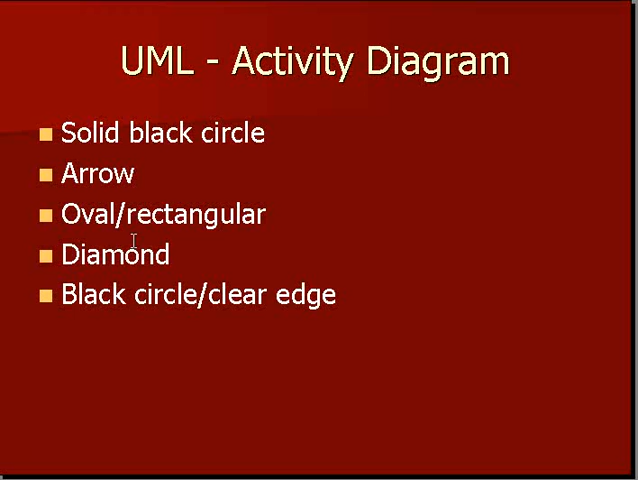 UML - Activity Diagram
Solid black circle
Arrow
Oval/rectangular
Diamond
Black circle/clear edge